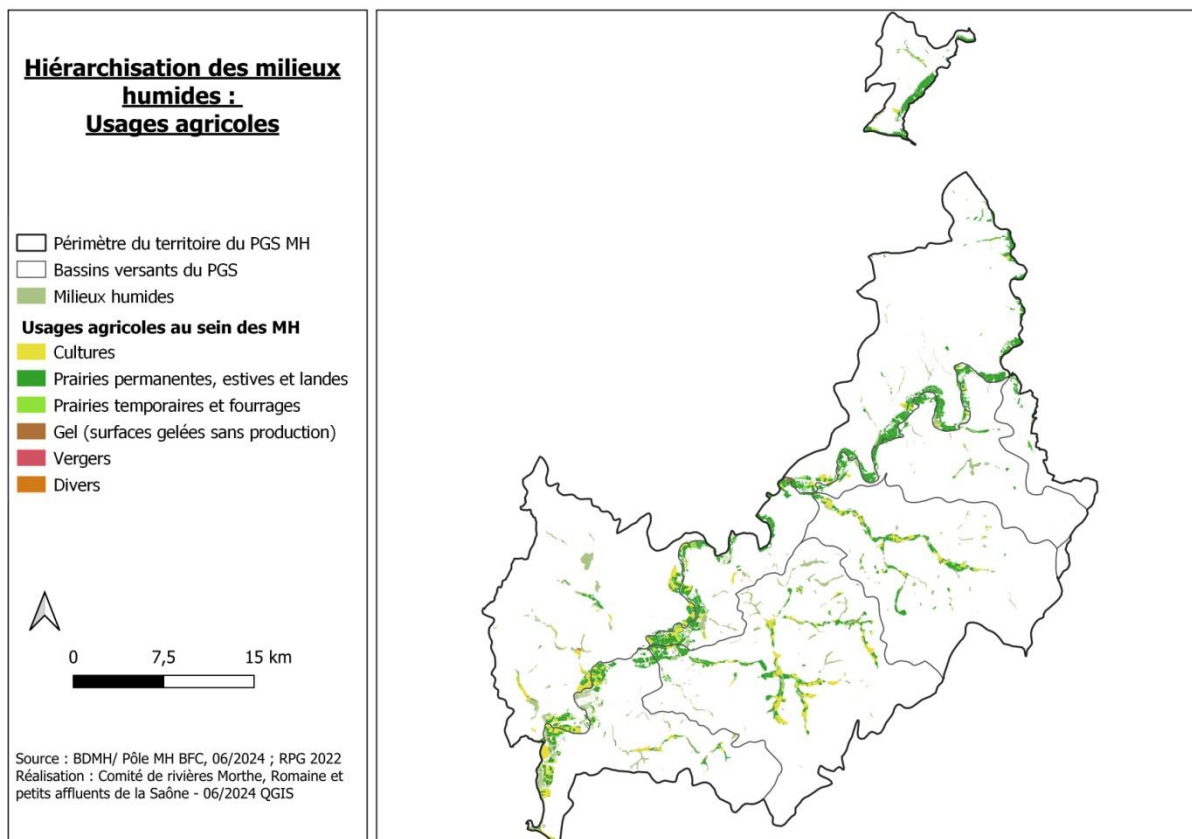 Hiérarchisation des milieux
humides :
Usages agricoles
Périmètre du territoire du PGS MH
Bassins versants du PGS
Milieux humides
Usages agricoles au sein des MH
Cultures
Prairies permanentes, estives et landes
Prairies temporaires et fourrages
Gel (surfaces gelées sans production)
Vergers
Divers
0 7,5 15 km
Source : BDMH/ Pôle MH BFC, 06/2024 ; RPG 2022
Réalisation : Comité de rivières Morthe, Romaine et
petits affluents de la Saône - 06/2024 QGIS